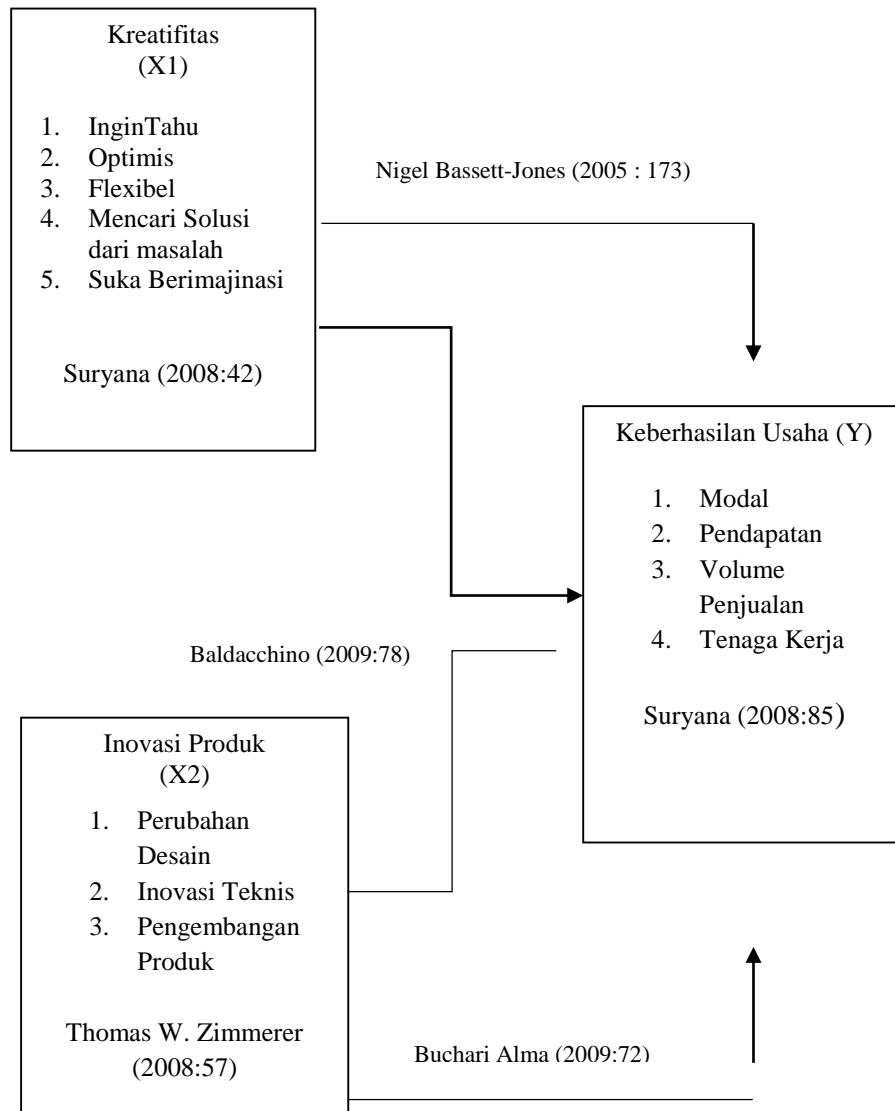 Kreatifitas
(X1)
1. InginTahu
2. Optimis
3. Flexibel
4. Mencari Solusi
dari masalah
5. Suka Berimajinasi
Suryana (2008:42)
Nigel Bassett-Jones (2005 : 173)
Keberhasilan Usaha (Y)
1. Modal
2. Pendapatan
3. Volume
Penjualan
4. Tenaga Kerja
Suryana (2008:85)
Baldacchino (2009:78)
Inovasi Produk
(X2)
1. Perubahan
Desain
2. Inovasi Teknis
3. Pengembangan
Produk
Thomas W. Zimmerer
(2008:57)
Buchari Alma (2009:72)